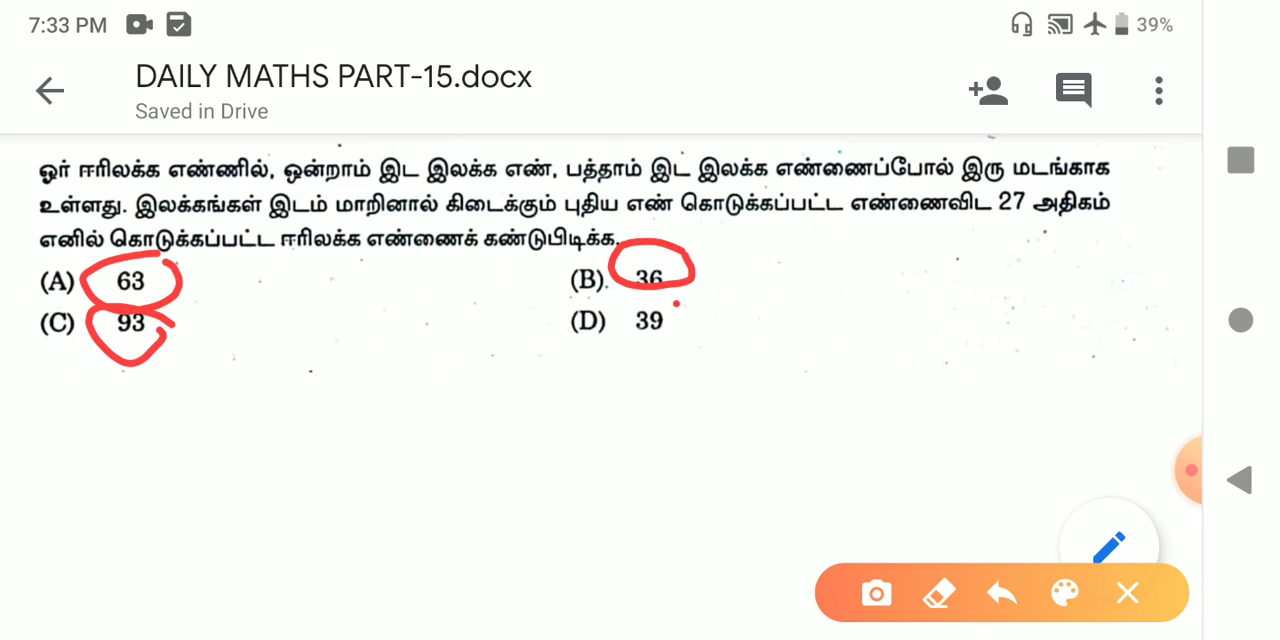 7:33 PM
39%
DAILY MATHS PART-15.docx
Saved in Drive
ஓர் ஈரிலக்க எண்ணில், ஒன்றாம் இட இலக்க எண், பத்தாம் இட இலக்க எண்ணைப்போல் இரு மடங்காக
உள்ளது. இலக்கங்கள் இடம் மாறினால் கிடைக்கும் புதிய எண் கொடுக்கப்பட்ட எண்ணைவிட 27 அதிகம்
எனில் கொடுக்கப்பட்ட ஈரிலக்க எண்ணைக் கண்டுபிடிக்க.
(A) 63 (B). 36
(C) 93 (D) 39